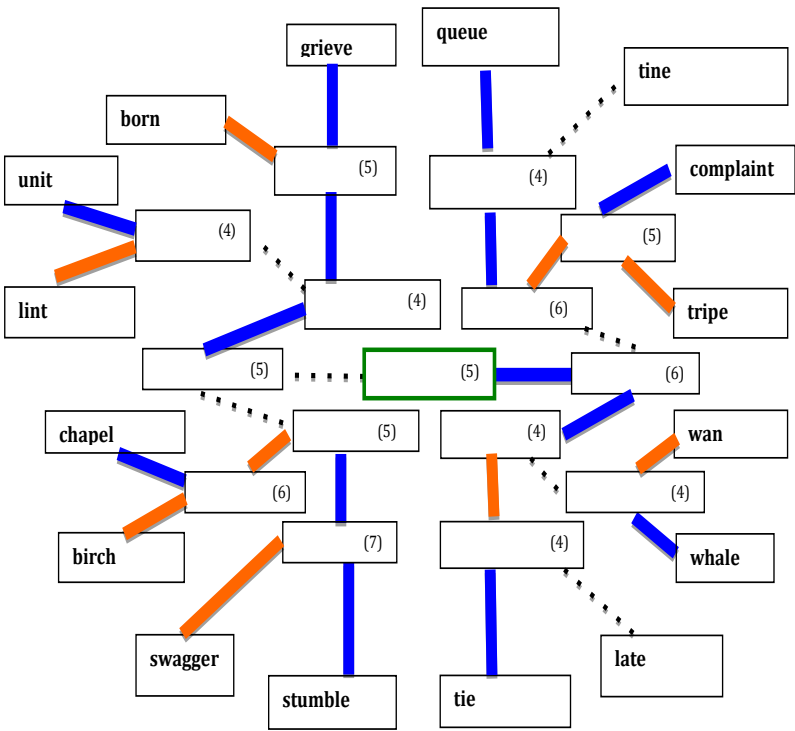 queue
grieve
tine
born
(5)
(4)
complaint
unit
(4)
(5)
lint
(4)
(6)
tripe
(5)
(5)
(6)
chapel
(5)
(4)
wan
(6)
(4)
birch
(7)
(4)
whale
swagger
late
stumble
tie